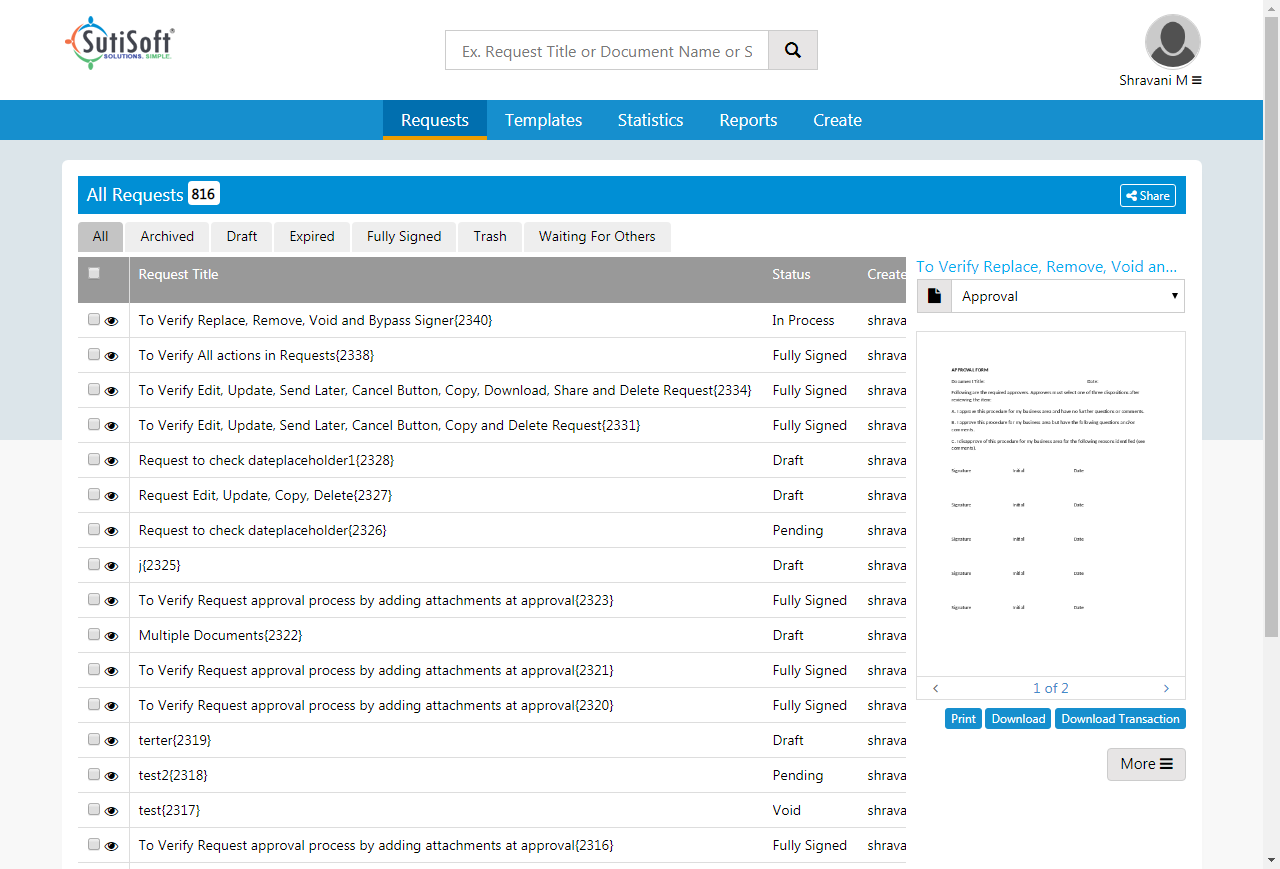 SutiSoft®
SOLUTIONS. SIMPLE.
Ex. Request Title or Document Name or S
Shravani M
Requests Templates Statistics Reports Create
All Requests 816
Share
All Archived Draft Expired Fully Signed Trash Waiting For Others
Request Title Status Create
To Verify Replace, Remove, Void and Bypass Signer{2340} In Process shrava
To Verify All actions in Requests{2338} Fully Signed shrava
To Verify Edit, Update, Send Later, Cancel Button, Copy, Download, Share and Delete Request{2334} Fully Signed shrava
To Verify Edit, Update, Send Later, Cancel Button, Copy and Delete Request{2331} Fully Signed shrava
Request to check dateplaceholder1{2328} Draft shrava
Request Edit, Update, Copy, Delete{2327} Draft shrava
Request to check dateplaceholder{2326} Pending shrava
j{2325} Draft shrava
To Verify Request approval process by adding attachments at approval{2323} Fully Signed shrava
Multiple Documents{2322} Draft shrava
To Verify Request approval process by adding attachments at approval{2321} Fully Signed shrava
To Verify Request approval process by adding attachments at approval{2320} Fully Signed shrava
terter{2319} Draft shrava
test2{2318} Pending shrava
test{2317} Void shrava
To Verify Request approval process by adding attachments at approval{2316} Fully Signed shrava
To Verify Replace, Remove, Void an...
Approval
APPROVAL FORM
Document Title: Date:
Following are the required approvers. Approvers must select one of three dispositions after
reviewing the item:
A. I approve this procedure for my business area and have no further questions or comments.
B. I approve this procedure for my business area but have the following questions and/or
comments.
C. I disapprove of this procedure for my business area for the following reasons identified (see
comments).
Signature Initial Date
Signature Initial Date
Signature Initial Date
Signature Initial Date
Signature Initial Date
1 of 2
Print Download Download Transaction
More